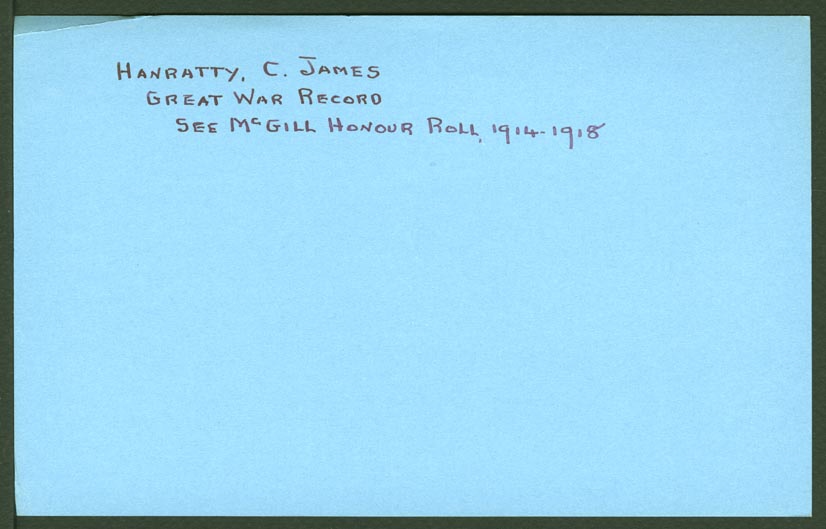 HANRATTY, C. JAMES
GREAT WAR RECORD
SEE McGILL HONOUR ROLL, 1914-1918